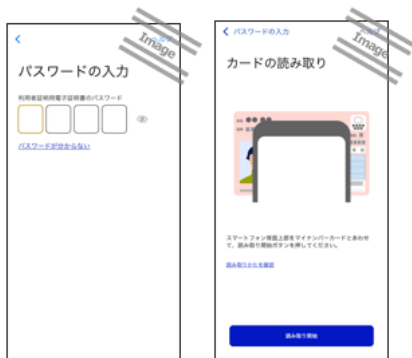 Image
パスワードの入力
利用者証明用電子証明書のパスワード
パスワードが分からない
パスワードの入力
Image
カードの読み取り
スマートフォン背面上部をマイナンバーカードとあわせ
て、読み取り開始ボタンを押してください。
読み取りかたを確認
読み取り開始